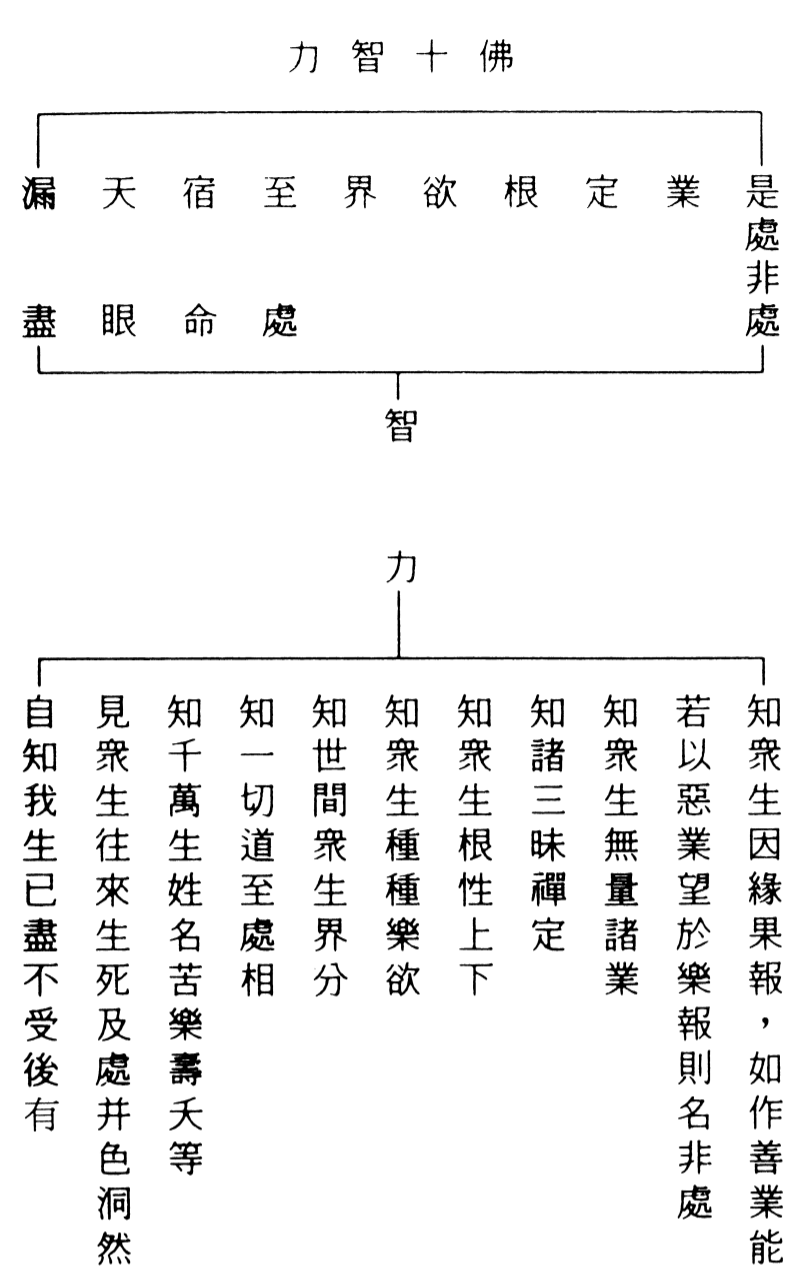 佛十智力
是處非處
業
定
根
欲
界
至處
宿命
天眼
漏盡
智力
知衆生因緣果報，如作善業能
若以惡業望於樂報則名非處
知衆生無量諸業
知諸三昧禪定
知衆生根性上下
知衆生種種樂欲
知世間衆生界分
知一切道至處相
知千萬生姓名苦樂壽夭等
見衆生往來生死及處并色洞然
自知我生已盡不受後有